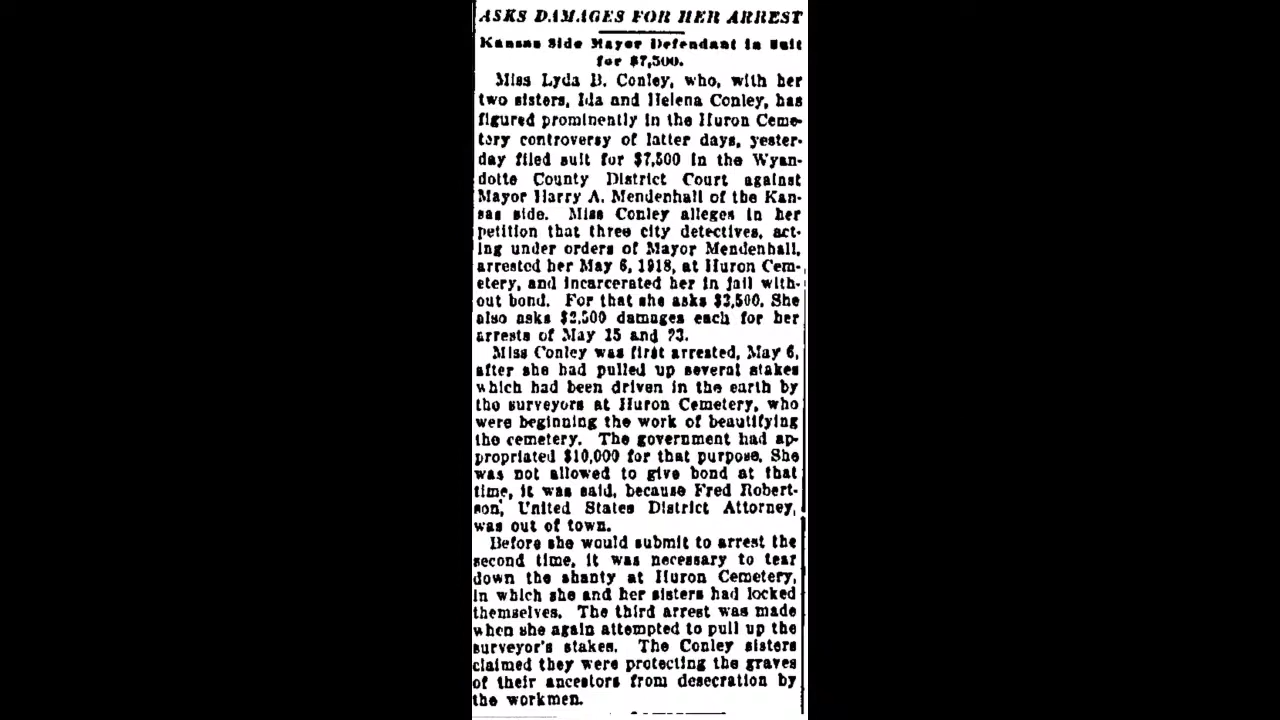 ASKS DAMAGES FOR HER ARREST
Kansas Side Mayor Defendant in Suit
for $7,500.
Miss Lyda B. Conley, who, with her
two sisters, Ida and Helena Conley, has
figured prominently in the Huron Ceme-
tery controversy of latter days, yester-
day filed suit for $7,500 in the Wyan-
dotte County District Court against
Mayor Harry A. Mendenhall of the Kan-
sas side. Miss Conley alleges in her
petition that three city detectives, act-
ing under orders of Mayor Mendenhall,
arrested her May 6, 1918, at Huron Cem-
etery, and incarcerated her in jail with-
out bond. For that she asks $3,500. She
also asks $2,500 damages each for her
arrests of May 15 and 23.
Miss Conley was first arrested, May 6,
after she had pulled up several stakes
which had been driven in the earth by
the surveyors at Huron Cemetery, who
were beginning the work of beautifying
the cemetery. The government had ap-
propriated $10,000 for that purpose. She
was not allowed to give bond at that
time, it was said, because Fred Robert-
son, United States District Attorney,
was out of town.
Before she would submit to arrest the
second time, it was necessary to tear
down the shanty at Huron Cemetery,
in which she and her sisters had locked
themselves. The third arrest was made
when she again attempted to pull up the
surveyor's stakes. The Conley sisters
claimed they were protecting the graves
of their ancestors from desecration by
the workmen.